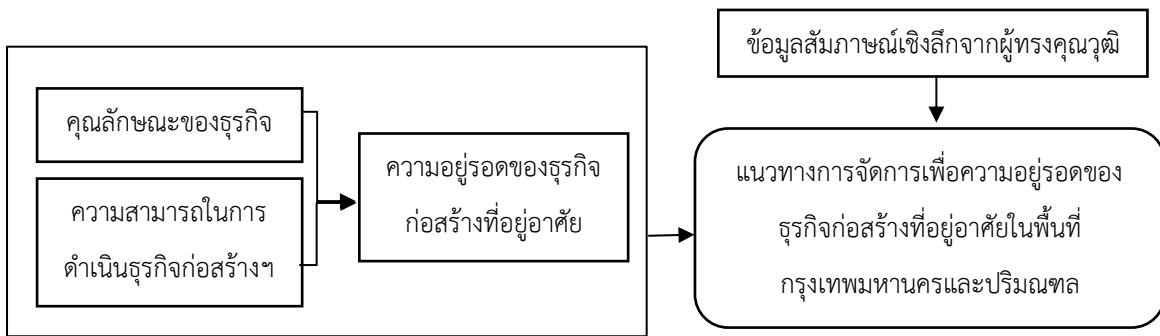 คุณลักษณะของธุรกิจ
ความสามารถในการ
ดำเนินธุรกิจก่อสร้างฯ
ความอยู่รอดของธุรกิจ
ก่อสร้างที่อยู่อาศัย
ข้อมูลสัมภาษณ์เชิงลึกจากผู้ทรงคุณวุฒิ
แนวทางการจัดการเพื่อความอยู่รอดของ
ธุรกิจก่อสร้างที่อยู่อาศัยในพื้นที่
กรุงเทพมหานครและปริมณฑล